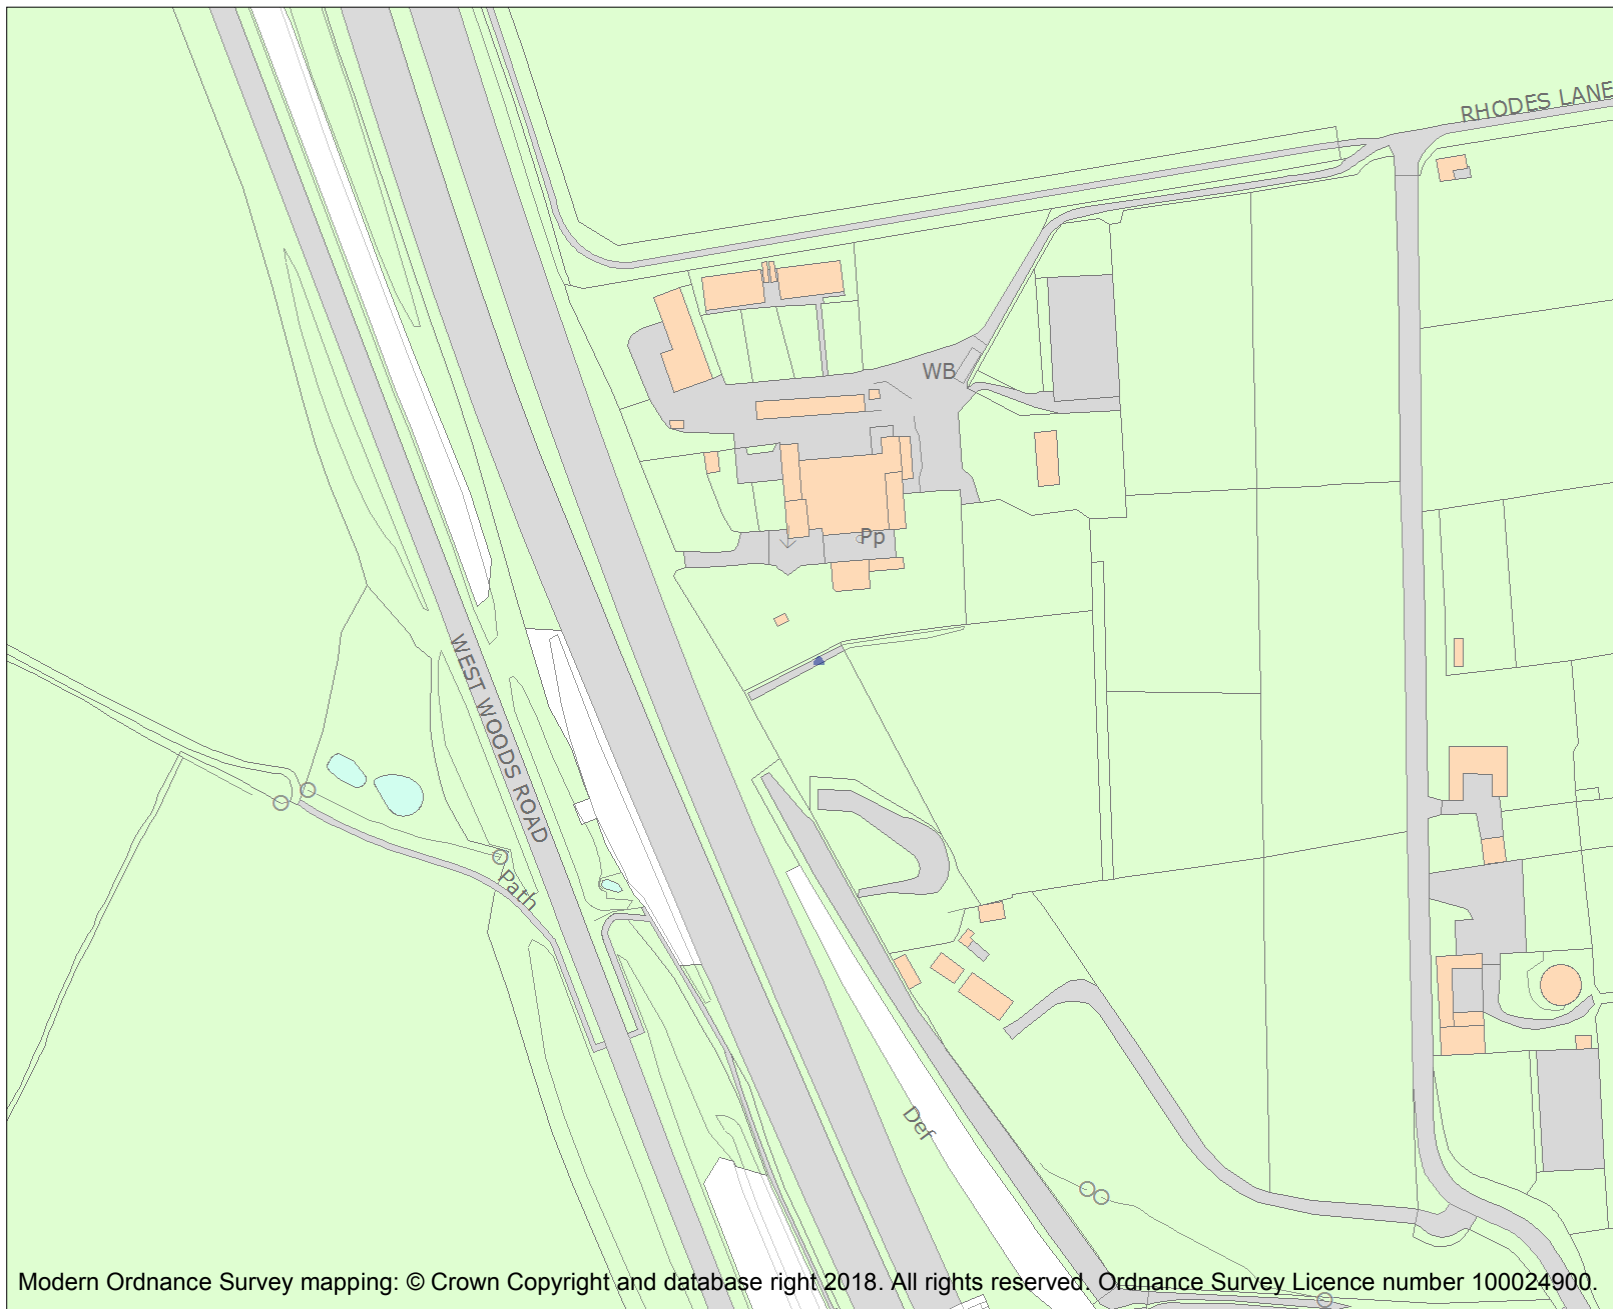 RHODES LANE
WB
Pp
WEST WOODS ROAD
Path
Def
Modern Ordnance Survey mapping: © Crown Copyright and database right 2018. All rights reserved. Ordnance Survey Licence number 100024900.